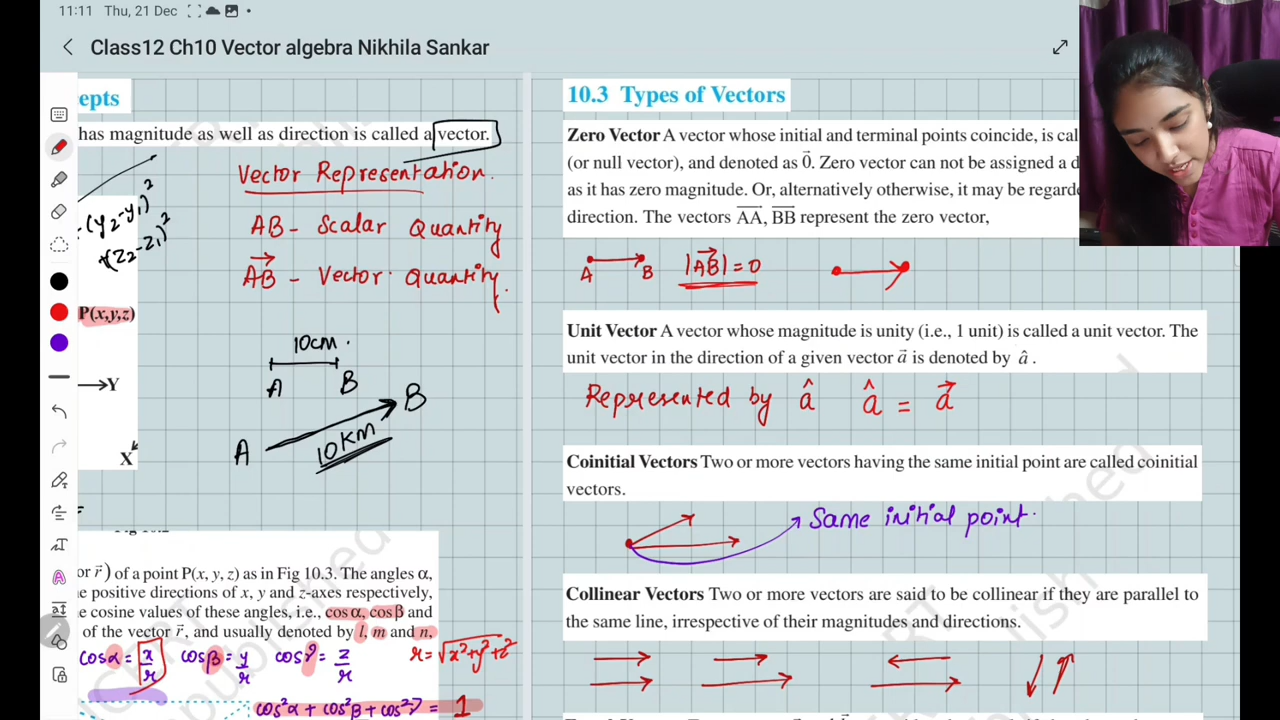 11:11 Thu, 21 Dec
Class12 Ch10 Vector algebra Nikhila Sankar
epts
has magnitude as well as direction is called a vector.
Vector Representation.
AB - Scalar Quantity
AB - Vector Quantity.
(y₂-y₁)²
+(z₂-z₁)²
P(x,y,z)
Y
X
10cm.
A B
A B
10km
or r⃗) of a point P(x, y, z) as in Fig 10.3. The angles α,
e positive directions of x, y and z-axes respectively,
e cosine values of these angles, i.e., cos α, cos β and
of the vector r⃗, and usually denoted by l, m and n,
cosα = x/r cosβ = y/r cosγ = z/r r = √x²+y²+z²
cos²α + cos²β + cos²γ = 1
10.3 Types of Vectors
Zero Vector A vector whose initial and terminal points coincide, is cal
(or null vector), and denoted as 0⃗. Zero vector can not be assigned a d
as it has zero magnitude. Or, alternatively otherwise, it may be regarde
direction. The vectors AA, BB represent the zero vector,
A B |AB| = 0
Unit Vector A vector whose magnitude is unity (i.e., 1 unit) is called a unit vector. The
unit vector in the direction of a given vector a⃗ is denoted by â.
Represented by â â = a⃗
Coinitial Vectors Two or more vectors having the same initial point are called coinitial
vectors.
Same initial point.
Collinear Vectors Two or more vectors are said to be collinear if they are parallel to
the same line, irrespective of their magnitudes and directions.